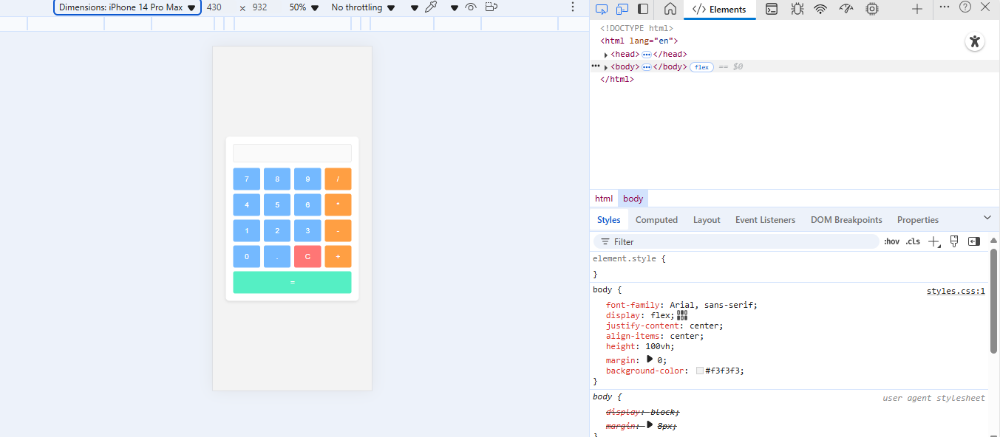 Dimensions: iPhone 14 Pro Max 430 × 932 50% No throttling
7 8 9 /
4 5 6 *
1 2 3 -
0 . C +
=
Elements
<!DOCTYPE html>
<html lang="en">
<head> ••• </head>
••• <body> ••• </body> flex == $0
</html>
html body
Styles Computed Layout Event Listeners DOM Breakpoints Properties
Filter :hov .cls
element.style {
}
body { styles.css:1
font-family: Arial, sans-serif;
display: flex;
justify-content: center;
align-items: center;
height: 100vh;
margin: 0;
background-color: #f3f3f3;
}
body { user agent stylesheet
display: block;
margin: 8px;
}